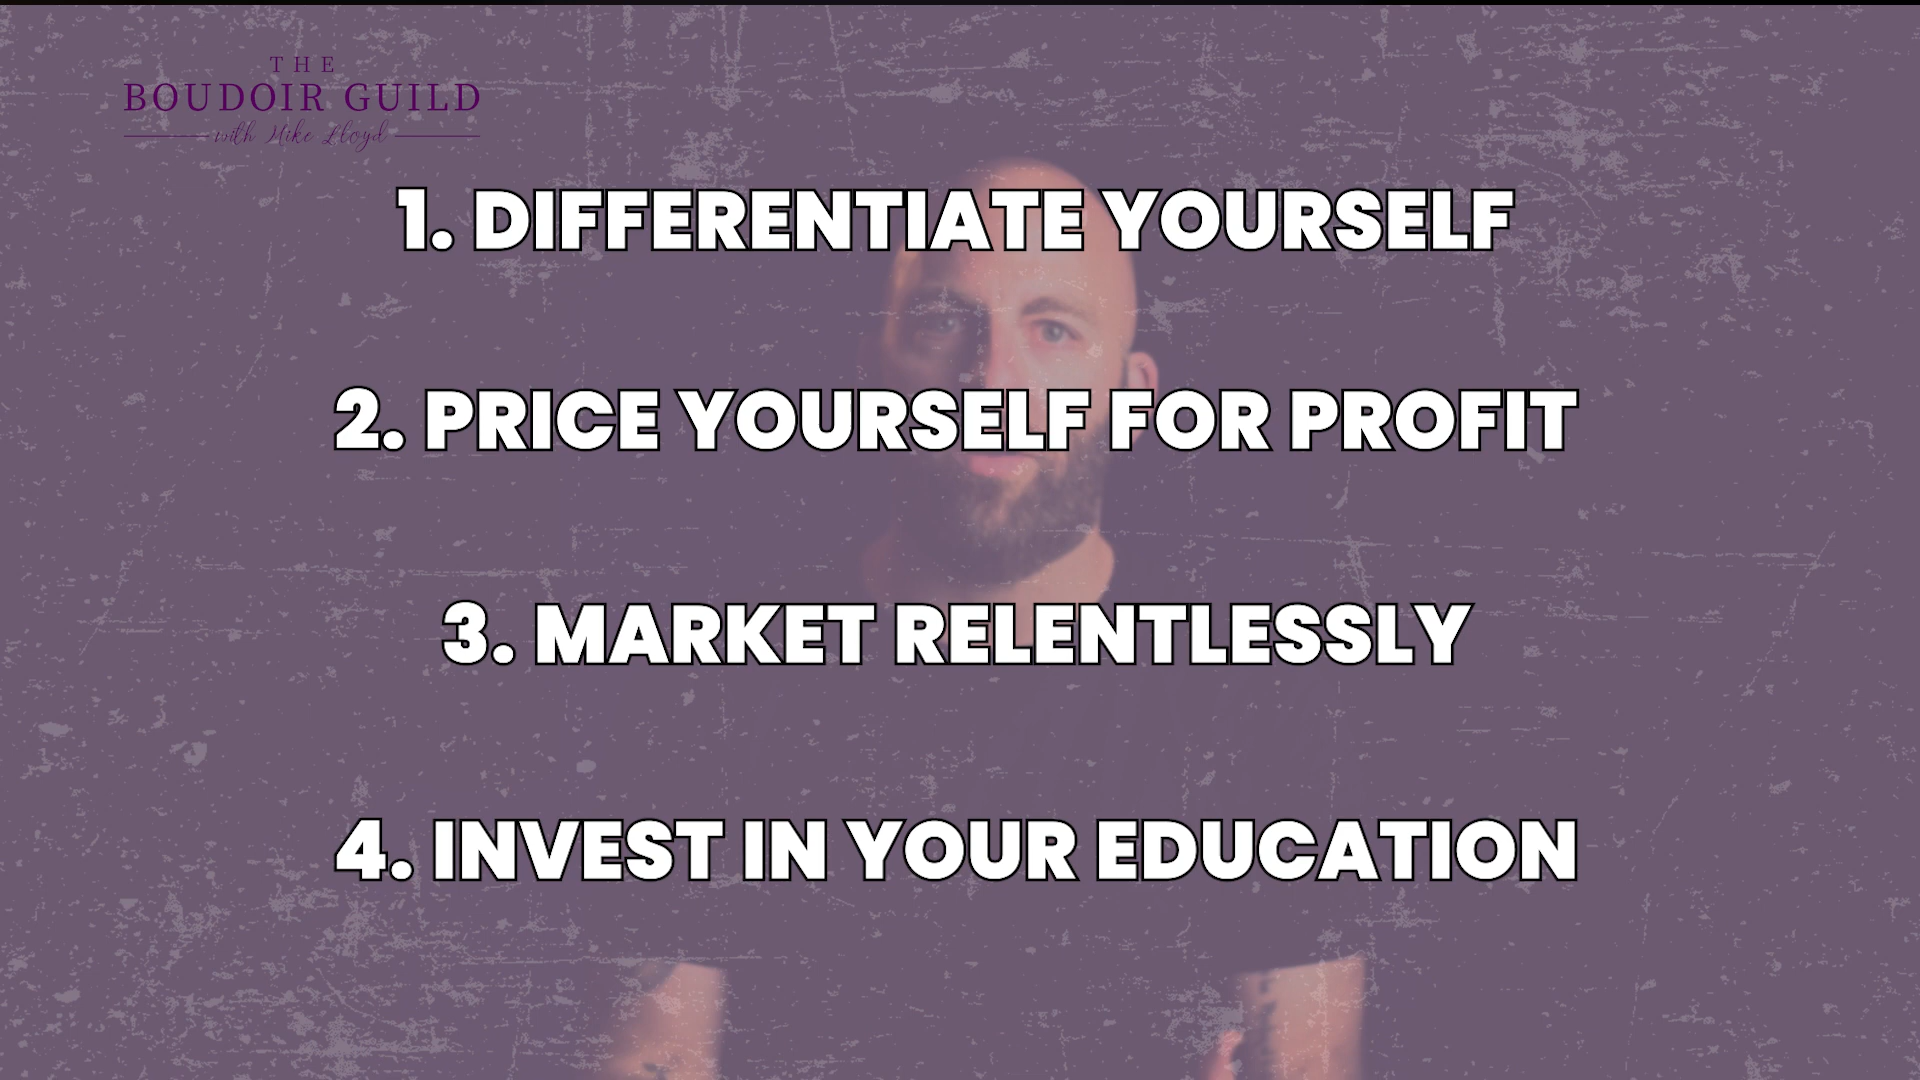 THE
BOUDOIR GUILD
with Mike Lloyd
1. DIFFERENTIATE YOURSELF
2. PRICE YOURSELF FOR PROFIT
3. MARKET RELENTLESSLY
4. INVEST IN YOUR EDUCATION